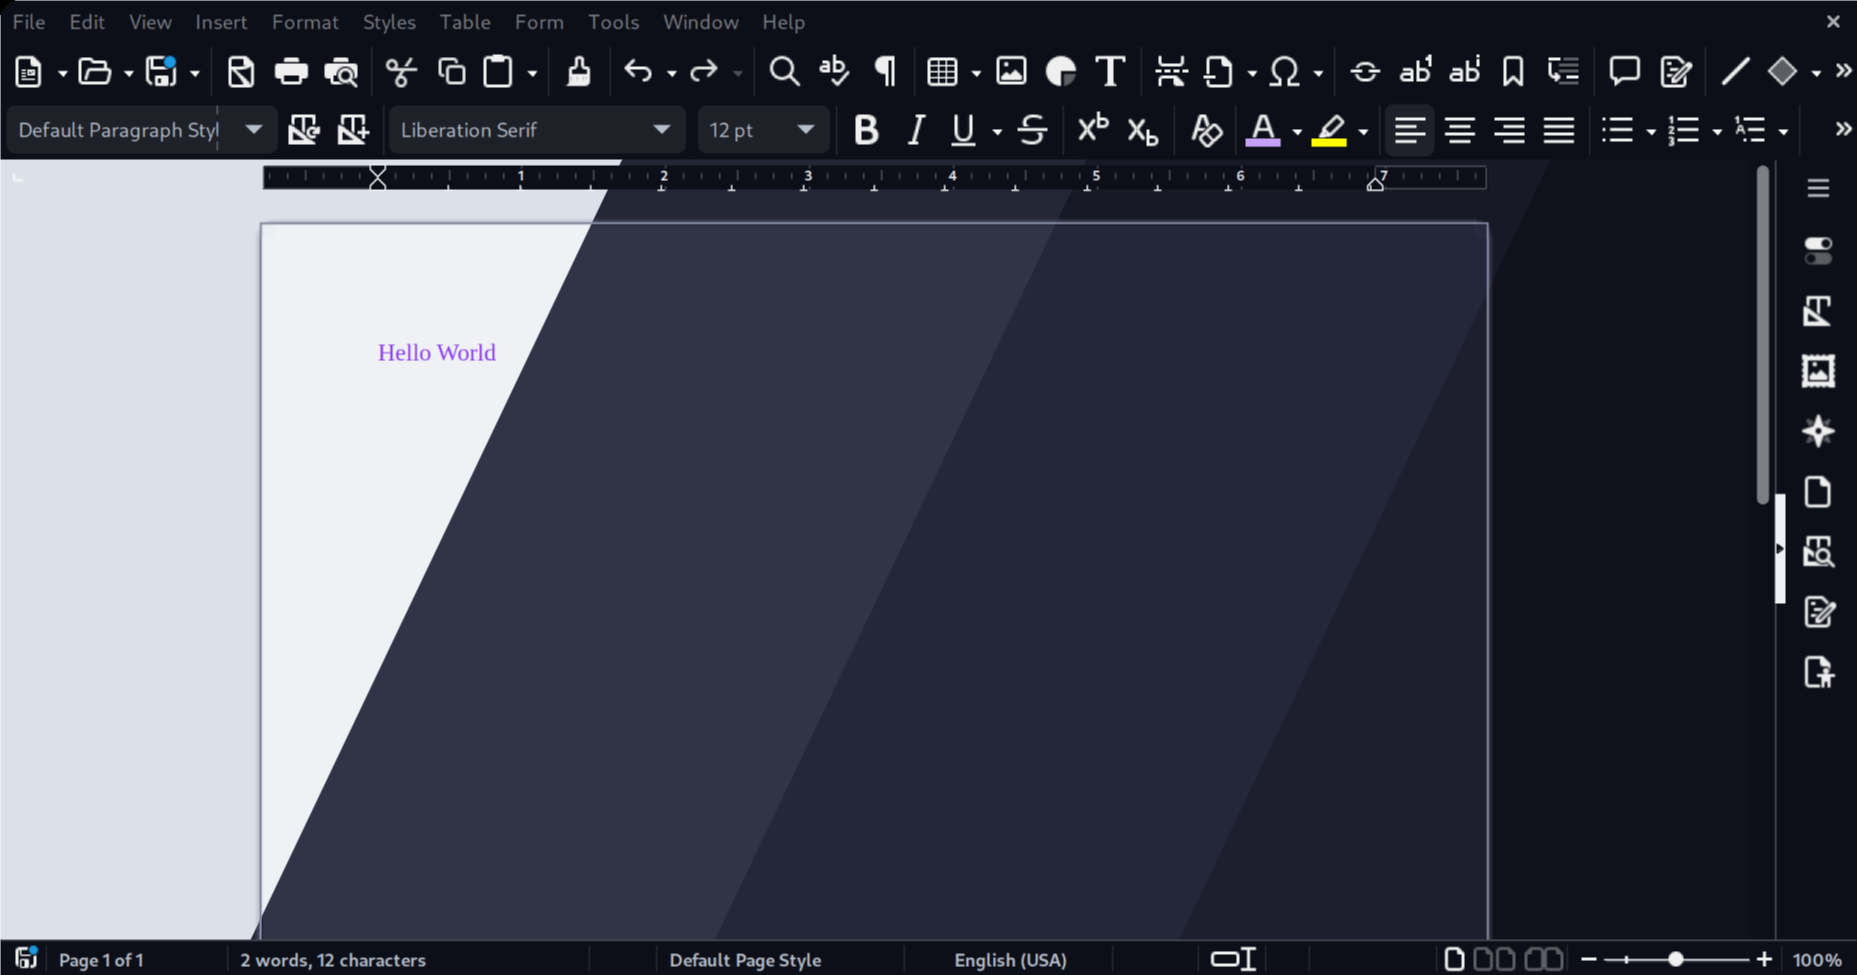 File Edit View Insert Format Styles Table Form Tools Window Help
Default Paragraph Styl Liberation Serif 12 pt
1 2 3 4 5 6 7
Hello World
Page 1 of 1 2 words, 12 characters Default Page Style English (USA) 100%